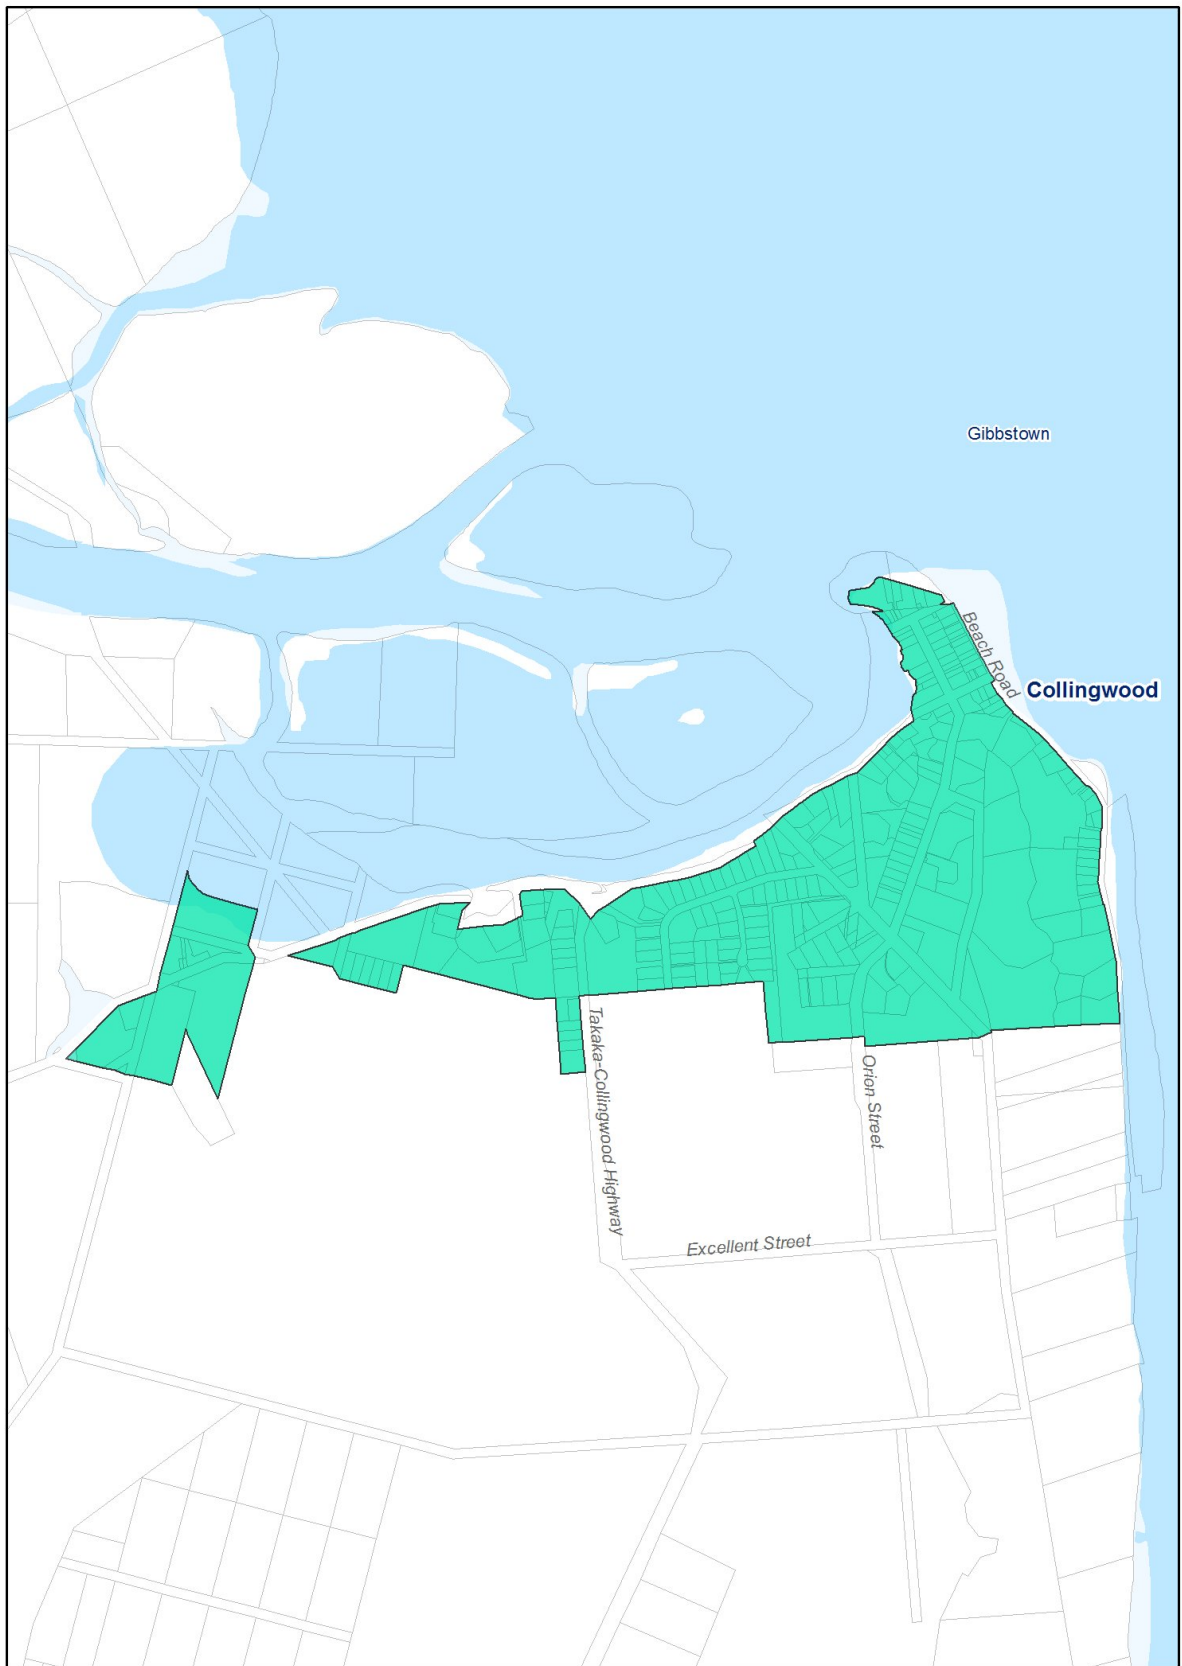 Gibbstown
Beach Road
Collingwood
Takaka-Collingwood Highway
Orion Street
Excellent Street